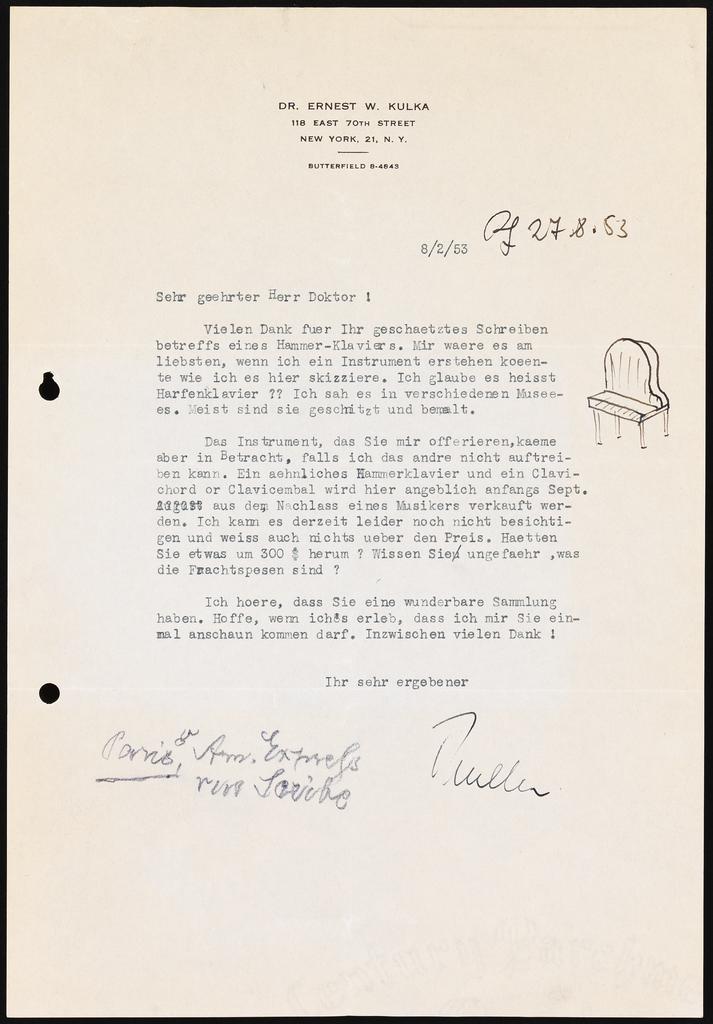 DR. ERNEST W. KULKA
118 EAST 70TH STREET
NEW YORK, 21, N. Y.
BUTTERFIELD 8-4843
27.8.53
8/2/53
Sehr geehrter Herr Doktor !
Vielen Dank fuer Ihr geschaetztes Schreiben
betreffs eines Hammer-Klaviers. Mir waere es am
liebsten, wenn ich ein Instrument erstehen koeen-
te wie ich es hier skizziere. Ich glaube es heisst
Harfenklavier ?? Ich sah es in verschiedenen Musee-
es. Meist sind sie geschnitzt und bemalt.
Das Instrument, das Sie mir offerieren,kaeme
aber in Betracht, falls ich das andre nicht auftrei-
ben kann. Ein aehnliches Hammerklavier und ein Clavi-
chord or Clavicembal wird hier angeblich anfangs Sept.
aus dem Nachlass eines Musikers verkauft wer-
den. Ich kann es derzeit leider noch nicht besichti-
gen und weiss auch nichts ueber den Preis. Haetten
Sie etwas um 300 $ herum ? Wissen Sie ungefaehr ,was
die Frachtspesen sind ?
Ich hoere, dass Sie eine wunderbare Sammlung
haben. Hoffe, wenn ich's erleb, dass ich mir Sie ein-
mal anschaun kommen darf. Inzwischen vielen Dank !
Ihr sehr ergebener
Paris, Am. Express
rue Scribe